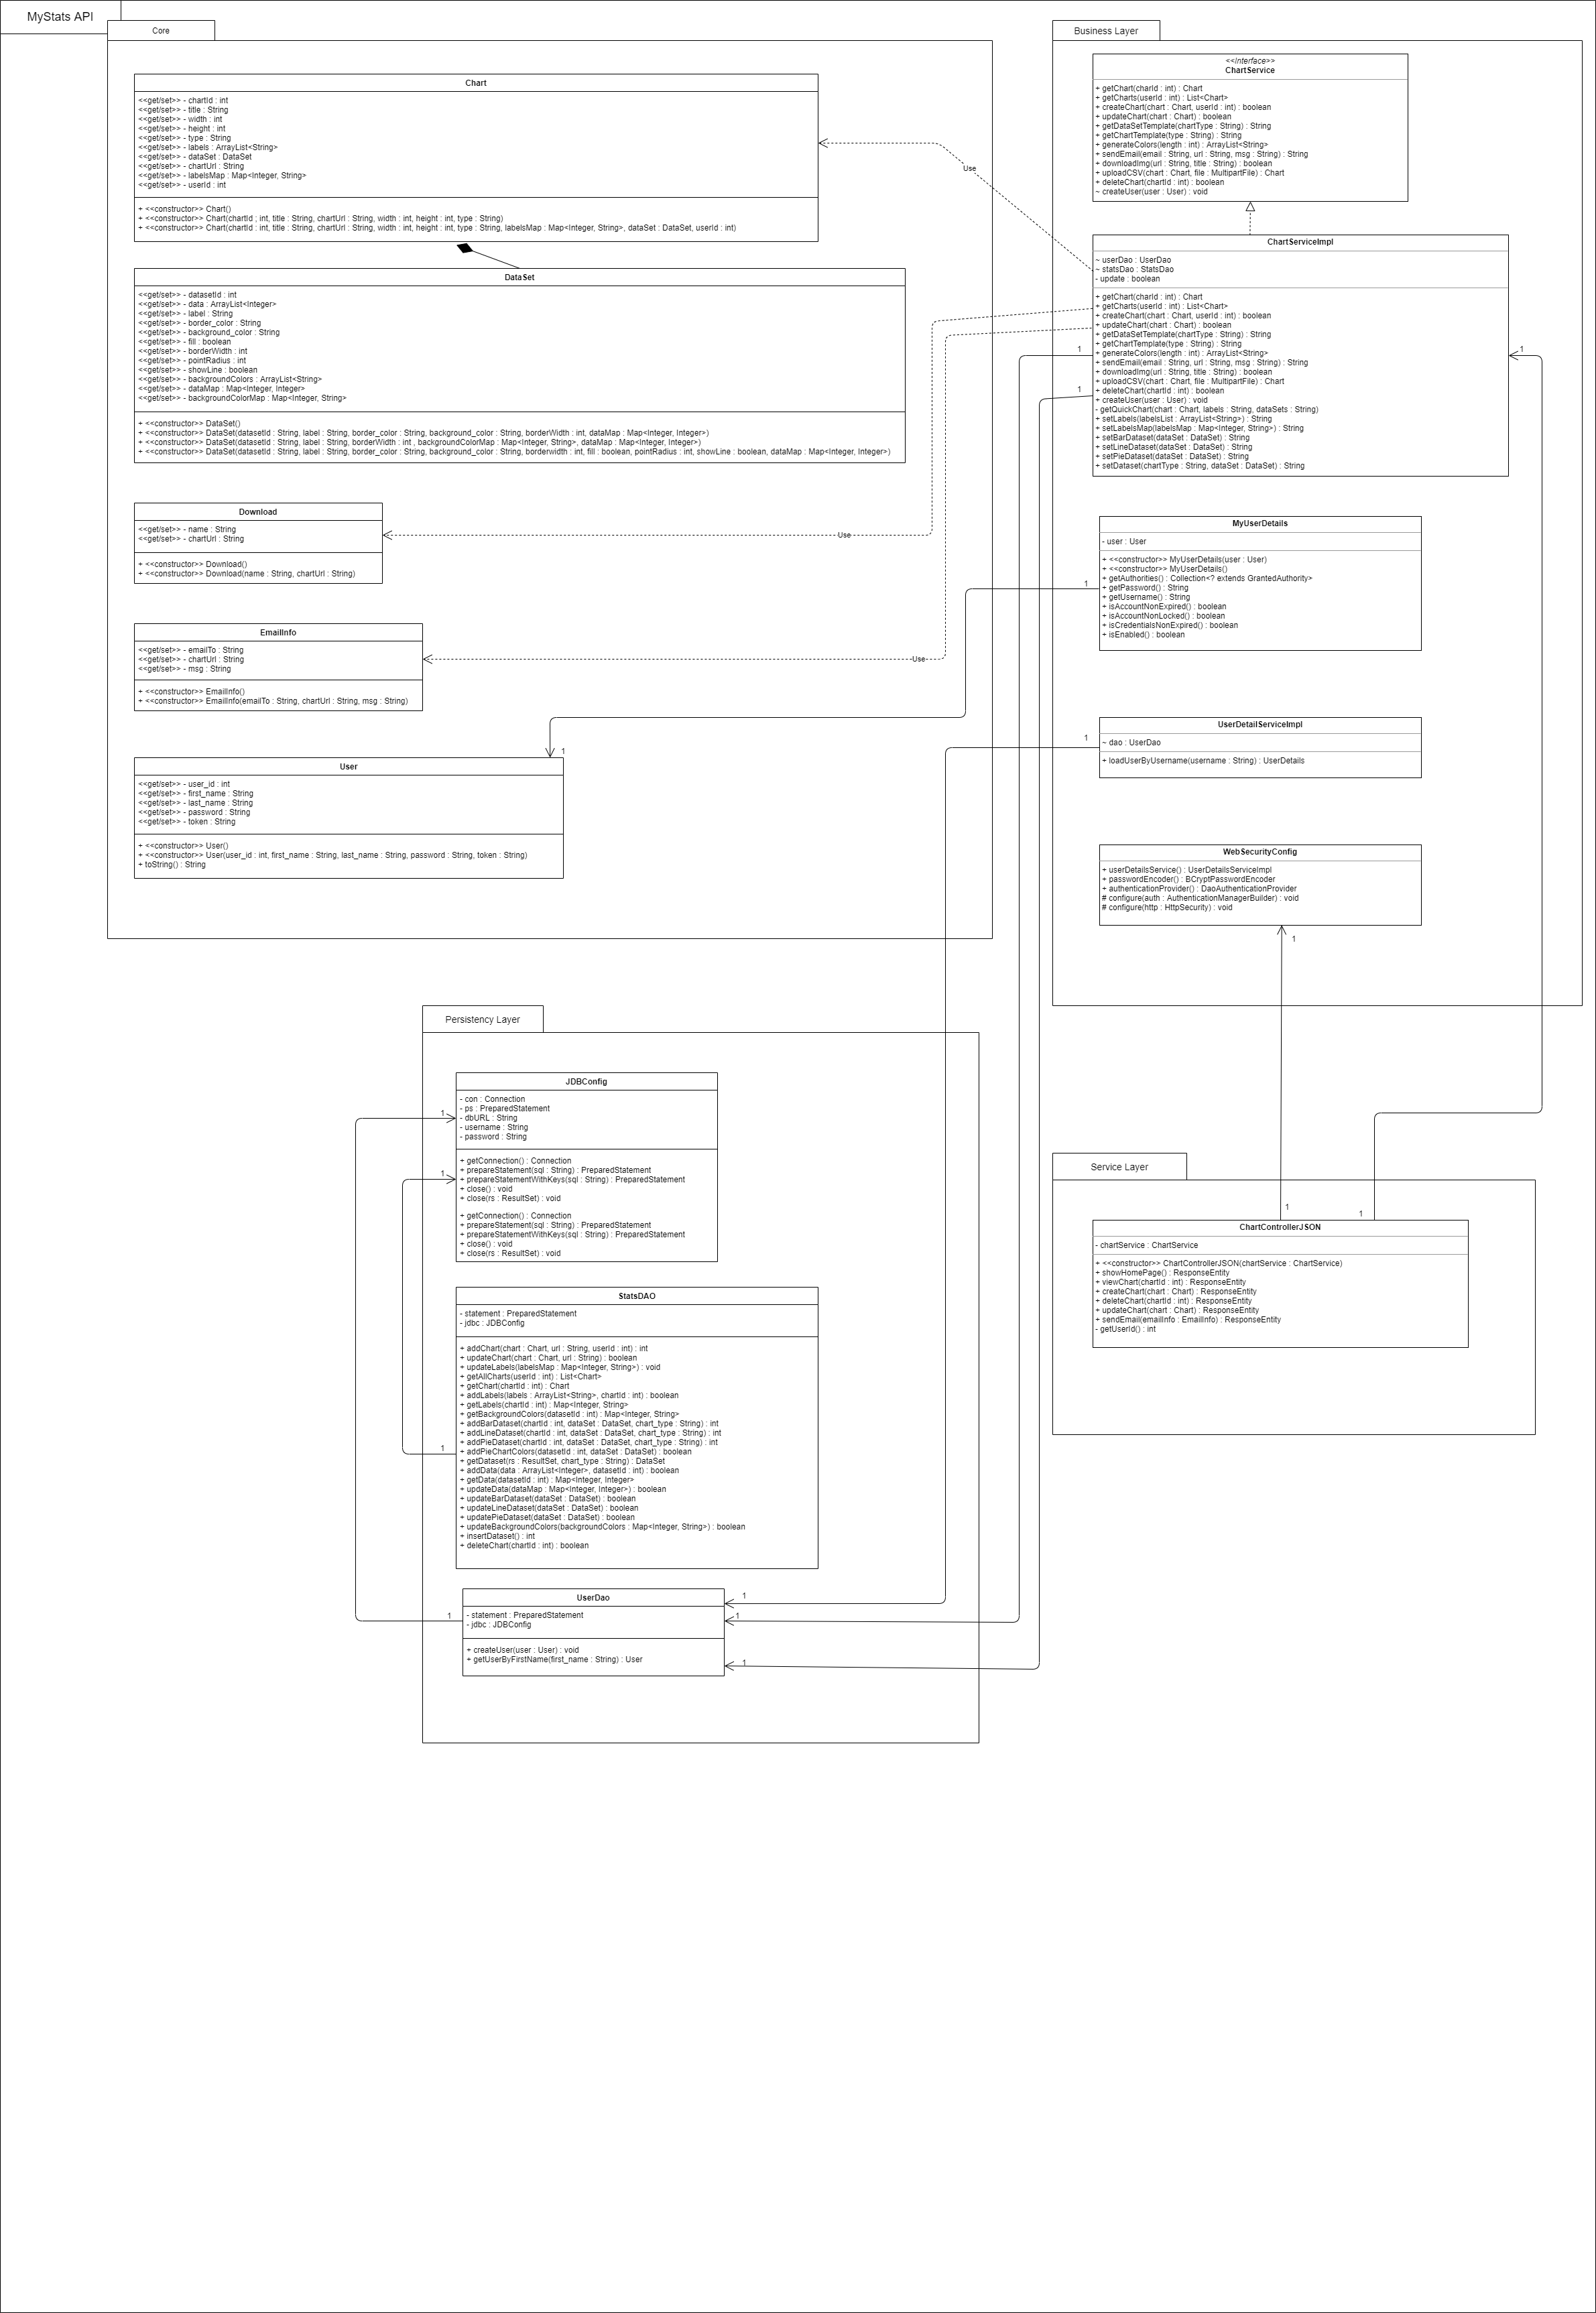 MyStats API
Core
Chart
<<get/set>> - chartId : int
<<get/set>> - title : String
<<get/set>> - width : int
<<get/set>> - height : int
<<get/set>> - type : String
<<get/set>> - labels : ArrayList<String>
<<get/set>> - dataSet : DataSet
<<get/set>> - chartUrl : String
<<get/set>> - labelsMap : Map<Integer, String>
<<get/set>> - userId : int
+ <<constructor>> Chart()
+ <<constructor>> Chart(chartId ; int, title : String, chartUrl : String, width : int, height : int, type : String)
+ <<constructor>> Chart(chartId : int, title : String, chartUrl : String, width : int, height : int, type : String, labelsMap : Map<Integer, String>, dataSet : DataSet, userId : int)
DataSet
<<get/set>> - datasetId : int
<<get/set>> - data : ArrayList<Integer>
<<get/set>> - label : String
<<get/set>> - border_color : String
<<get/set>> - background_color : String
<<get/set>> - fill : boolean
<<get/set>> - borderWidth : int
<<get/set>> - pointRadius : int
<<get/set>> - showLine : boolean
<<get/set>> - backgroundColors : ArrayList<String>
<<get/set>> - dataMap : Map<Integer, Integer>
<<get/set>> - backgroundColorMap : Map<Integer, String>
+ <<constructor>> DataSet()
+ <<constructor>> DataSet(datasetId : String, label : String, border_color : String, background_color : String, borderWidth : int, dataMap : Map<Integer, Integer>)
+ <<constructor>> DataSet(datasetId : String, label : String, borderWidth : int , backgroundColorMap : Map<Integer, String>, dataMap : Map<Integer, Integer>)
+ <<constructor>> DataSet(datasetId : String, label : String, border_color : String, background_color : String, borderwidth : int, fill : boolean, pointRadius : int, showLine : boolean, dataMap : Map<Integer, Integer>)
Download
<<get/set>> - name : String
<<get/set>> - chartUrl : String
+ <<constructor>> Download()
+ <<constructor>> Download(name : String, chartUrl : String)
EmailInfo
<<get/set>> - emailTo : String
<<get/set>> - chartUrl : String
<<get/set>> - msg : String
+ <<constructor>> EmailInfo()
+ <<constructor>> EmailInfo(emailTo : String, chartUrl : String, msg : String)
User
<<get/set>> - user_id : int
<<get/set>> - first_name : String
<<get/set>> - last_name : String
<<get/set>> - password : String
<<get/set>> - token : String
+ <<constructor>> User()
+ <<constructor>> User(user_id : int, first_name : String, last_name : String, password : String, token : String)
+ toString() : String
Use
Use
Use
1
Business Layer
<<Interface>>
ChartService
+ getChart(charId : int) : Chart
+ getCharts(userId : int) : List<Chart>
+ createChart(chart : Chart, userId : int) : boolean
+ updateChart(chart : Chart) : boolean
+ getDataSetTemplate(chartType : String) : String
+ getChartTemplate(type : String) : String
+ generateColors(length : int) : ArrayList<String>
+ sendEmail(email : String, url : String, msg : String) : String
+ downloadImg(url : String, title : String) : boolean
+ uploadCSV(chart : Chart, file : MultipartFile) : Chart
+ deleteChart(chartId : int) : boolean
~ createUser(user : User) : void
ChartServiceImpl
~ userDao : UserDao
~ statsDao : StatsDao
- update : boolean
+ getChart(charId : int) : Chart
+ getCharts(userId : int) : List<Chart>
+ createChart(chart : Chart, userId : int) : boolean
+ updateChart(chart : Chart) : boolean
+ getDataSetTemplate(chartType : String) : String
+ getChartTemplate(type : String) : String
+ generateColors(length : int) : ArrayList<String>
+ sendEmail(email : String, url : String, msg : String) : String
+ downloadImg(url : String, title : String) : boolean
+ uploadCSV(chart : Chart, file : MultipartFile) : Chart
+ deleteChart(chartId : int) : boolean
+ createUser(user : User) : void
- getQuickChart(chart : Chart, labels : String, dataSets : String)
+ setLabels(labelsList : ArrayList<String>) : String
+ setLabelsMap(labelsMap : Map<Integer, String>) : String
+ setBarDataset(dataSet : DataSet) : String
+ setLineDataset(dataSet : DataSet) : String
+ setPieDataset(dataSet : DataSet) : String
+ setDataset(chartType : String, dataSet : DataSet) : String
1
1
1
MyUserDetails
- user : User
+ <<constructor>> MyUserDetails(user : User)
+ <<constructor>> MyUserDetails()
+ getAuthorities() : Collection<? extends GrantedAuthority>
+ getPassword() : String
+ getUsername() : String
+ isAccountNonExpired() : boolean
+ isAccountNonLocked() : boolean
+ isCredentialsNonExpired() : boolean
+ isEnabled() : boolean
1
UserDetailServiceImpl
~ dao : UserDao
+ loadUserByUsername(username : String) : UserDetails
1
WebSecurityConfig
+ userDetailsService() : UserDetailsServiceImpl
+ passwordEncoder() : BCryptPasswordEncoder
+ authenticationProvider() : DaoAuthenticationProvider
# configure(auth : AuthenticationManagerBuilder) : void
# configure(http : HttpSecurity) : void
1
Persistency Layer
JDBConfig
- con : Connection
- ps : PreparedStatement
- dbURL : String
- username : String
- password : String
+ getConnection() : Connection
+ prepareStatement(sql : String) : PreparedStatement
+ prepareStatementWithKeys(sql : String) : PreparedStatement
+ close() : void
+ close(rs : ResultSet) : void
+ getConnection() : Connection
+ prepareStatement(sql : String) : PreparedStatement
+ prepareStatementWithKeys(sql : String) : PreparedStatement
+ close() : void
+ close(rs : ResultSet) : void
1
1
StatsDAO
- statement : PreparedStatement
- jdbc : JDBConfig
+ addChart(chart : Chart, url : String, userId : int) : int
+ updateChart(chart : Chart, url : String) : boolean
+ updateLabels(labelsMap : Map<Integer, String>) : void
+ getAllCharts(userId : int) : List<Chart>
+ getChart(chartId : int) : Chart
+ addLabels(labels : ArrayList<String>, chartId : int) : boolean
+ getLabels(chartId : int) : Map<Integer, String>
+ getBackgroundColors(datasetId : int) : Map<Integer, String>
+ addBarDataset(chartId : int, dataSet : DataSet, chart_type : String) : int
+ addLineDataset(chartId : int, dataSet : DataSet, chart_type : String) : int
+ addPieDataset(chartId : int, dataSet : DataSet, chart_type : String) : int
+ addPieChartColors(datasetId : int, dataSet : DataSet) : boolean
+ getDataset(rs : ResultSet, chart_type : String) : DataSet
+ addData(data : ArrayList<Integer>, datasetId : int) : boolean
+ getData(datasetId : int) : Map<Integer, Integer>
+ updateData(dataMap : Map<Integer, Integer>) : boolean
+ updateBarDataset(dataSet : DataSet) : boolean
+ updateLineDataset(dataSet : DataSet) : boolean
+ updatePieDataset(dataSet : DataSet) : boolean
+ updateBackgroundColors(backgroundColors : Map<Integer, String>) : boolean
+ insertDataset() : int
+ deleteChart(chartId : int) : boolean
1
UserDao
- statement : PreparedStatement
- jdbc : JDBConfig
+ createUser(user : User) : void
+ getUserByFirstName(first_name : String) : User
1
1
1
1
Service Layer
1
1
ChartControllerJSON
- chartService : ChartService
+ <<constructor>> ChartControllerJSON(chartService : ChartService)
+ showHomePage() : ResponseEntity
+ viewChart(chartId : int) : ResponseEntity
+ createChart(chart : Chart) : ResponseEntity
+ deleteChart(chartId : int) : ResponseEntity
+ updateChart(chart : Chart) : ResponseEntity
+ sendEmail(emailInfo : EmailInfo) : ResponseEntity
- getUserId() : int